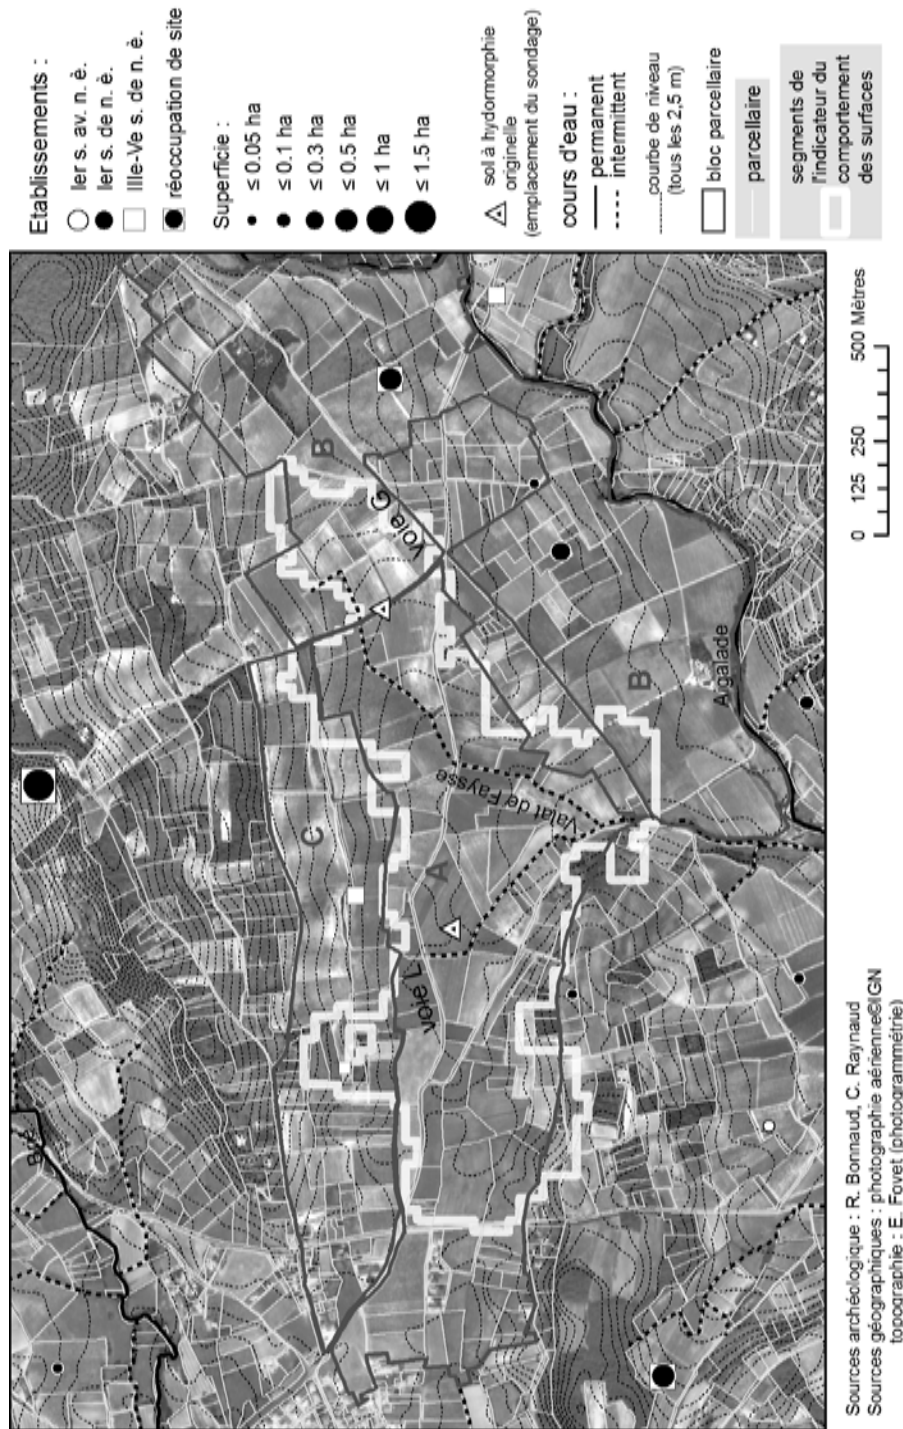 Etablissements :
Ier s. av. n. è.
Ier s. de n. è.
IIIe-Ve s. de n. è.
réoccupation de site
Superficie :
≤ 0.05 ha
≤ 0.1 ha
≤ 0.3 ha
≤ 0.5 ha
≤ 1 ha
≤ 1.5 ha
sol à hydormorphie
originelle
(emplacement du sondage)
cours d'eau :
permanent
intermittent
courbe de niveau
(tous les 2,5 m)
bloc parcellaire
parcellaire
segments de
l'indicateur du
comportement
des surfaces
B
Voie G
C
A
Valat de Faysse
B
Aigalade
voie L
0 125 250 500 Mètres
Sources archéologique : R. Bonnaud, C. Raynaud
Sources géographiques : photographie aérienne©IGN
topographie : E. Fovet (photogrammétrie)